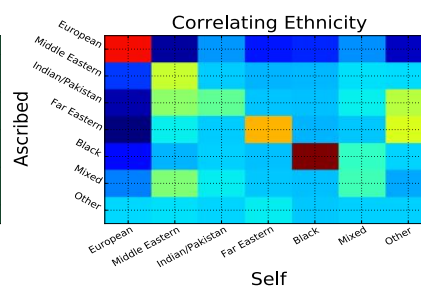 Correlating Ethnicity
Ascribed
European
Middle Eastern
Indian/Pakistan
Far Eastern
Black
Mixed
Other
European
Middle Eastern
Indian/Pakistan
Far Eastern
Black
Mixed
Other
Self